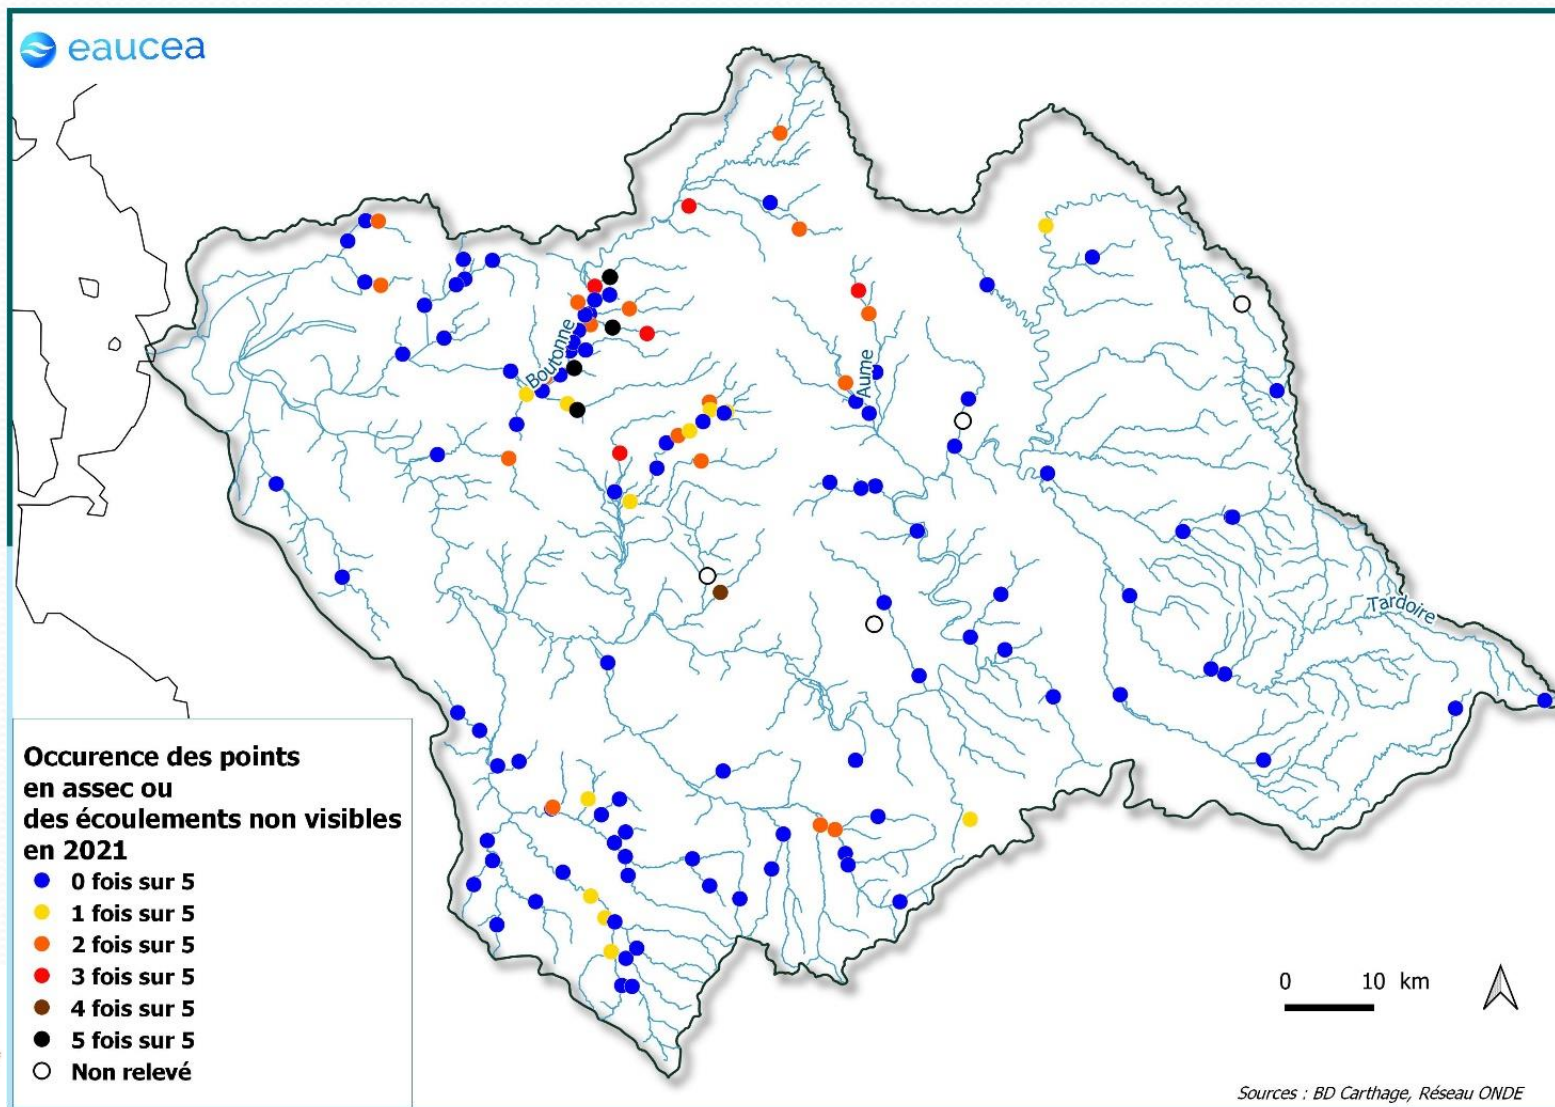 eaucea
Boutonne
Aume
Tardoire
Occurence des points
en assec ou
des écoulements non visibles
en 2021
0 fois sur 5
1 fois sur 5
2 fois sur 5
3 fois sur 5
4 fois sur 5
5 fois sur 5
Non relevé
0 10 km
Sources : BD Carthage, Réseau ONDE